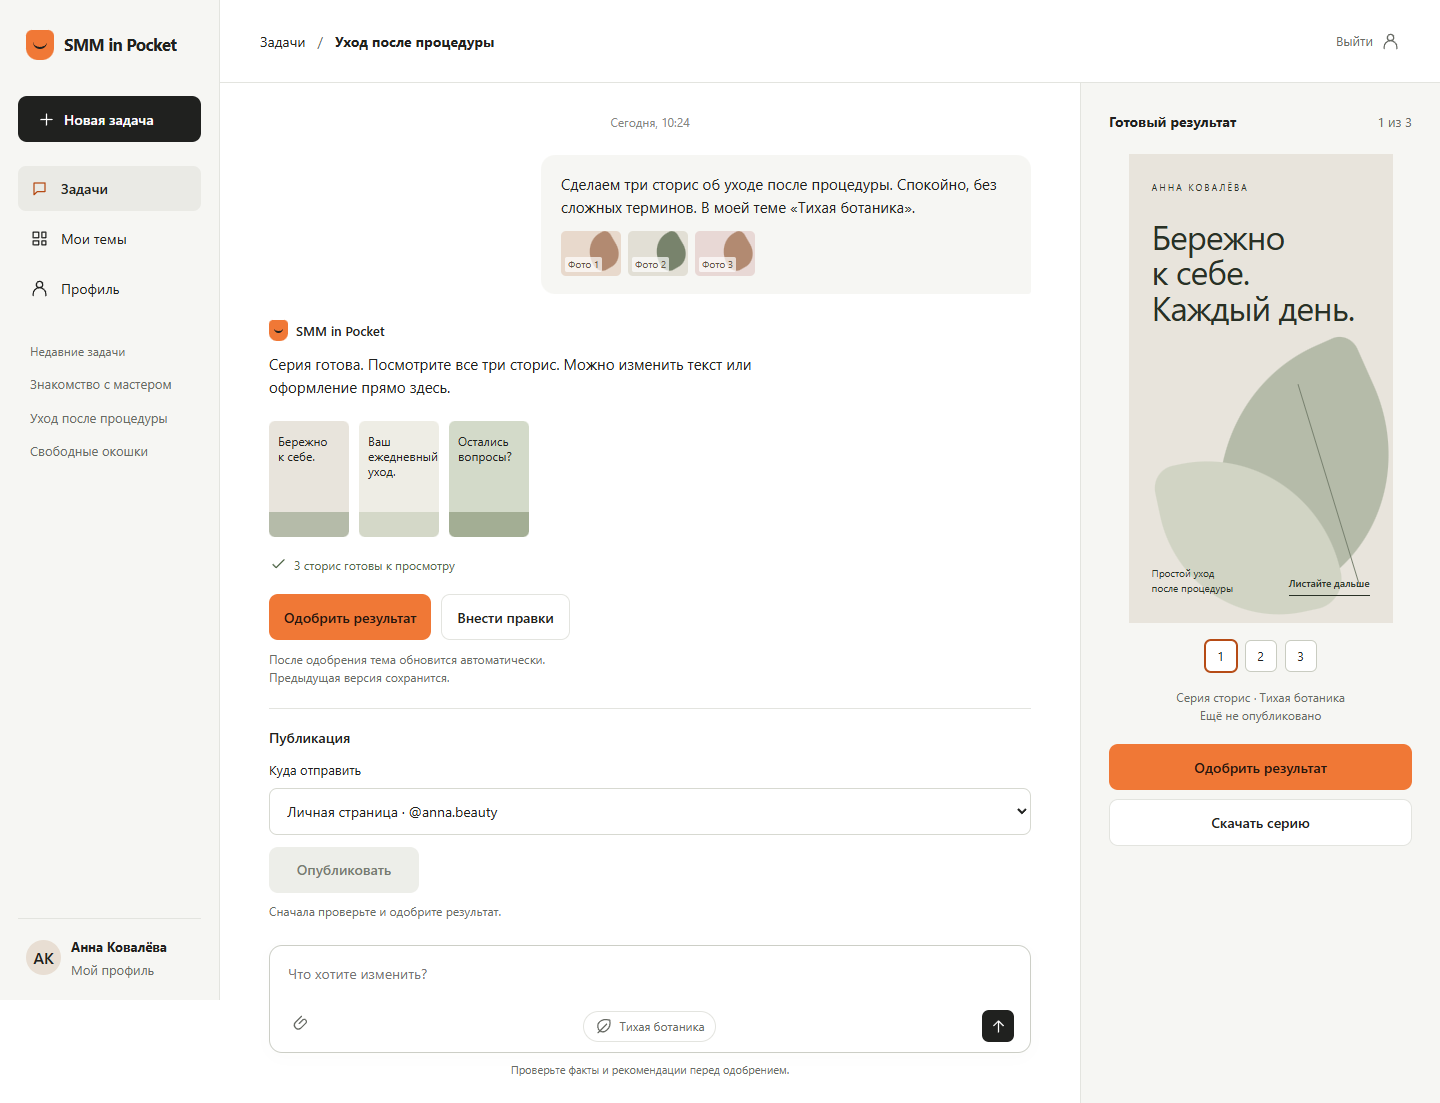 SMM in Pocket
Новая задача
Задачи
Мои темы
Профиль
Недавние задачи
Знакомство с мастером
Уход после процедуры
Свободные окошки
АК
Анна Ковалёва
Мой профиль
Задачи / Уход после процедуры
Выйти
Сегодня, 10:24
Сделаем три сторис об уходе после процедуры. Спокойно, без
сложных терминов. В моей теме «Тихая ботаника».
Фото 1
Фото 2
Фото 3
SMM in Pocket
Серия готова. Посмотрите все три сторис. Можно изменить текст или
оформление прямо здесь.
Бережно
к себе.
Ваш
ежедневный
уход.
Остались
вопросы?
3 сторис готовы к просмотру
Одобрить результат
Внести правки
После одобрения тема обновится автоматически.
Предыдущая версия сохранится.
Публикация
Куда отправить
Личная страница · @anna.beauty
Опубликовать
Сначала проверьте и одобрите результат.
Что хотите изменить?
Тихая ботаника
Проверьте факты и рекомендации перед одобрением.
Готовый результат
1 из 3
АННА КОВАЛЁВА
Бережно
к себе.
Каждый день.
Простой уход
после процедуры
Листайте дальше
1
2
3
Серия сторис · Тихая ботаника
Ещё не опубликовано
Одобрить результат
Скачать серию